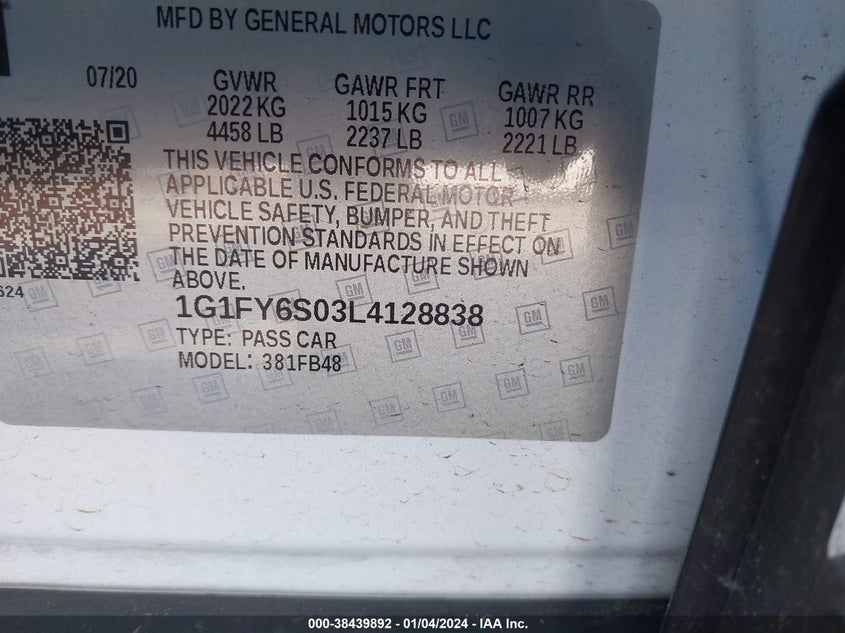 MFD BY GENERAL MOTORS LLC
07/20 GVWR GAWR FRT GAWR RR
2022 KG 1015 KG 1007 KG
4458 LB 2237 LB 2221 LB
THIS VEHICLE CONFORMS TO ALL
APPLICABLE U.S. FEDERAL MOTOR
VEHICLE SAFETY, BUMPER, AND THEFT
PREVENTION STANDARDS IN EFFECT ON
THE DATE OF MANUFACTURE SHOWN
ABOVE.
624
1G1FY6S03L4128838
TYPE: PASS CAR
MODEL: 381FB48
GM
000-38439892 - 01/04/2024 - IAA Inc.